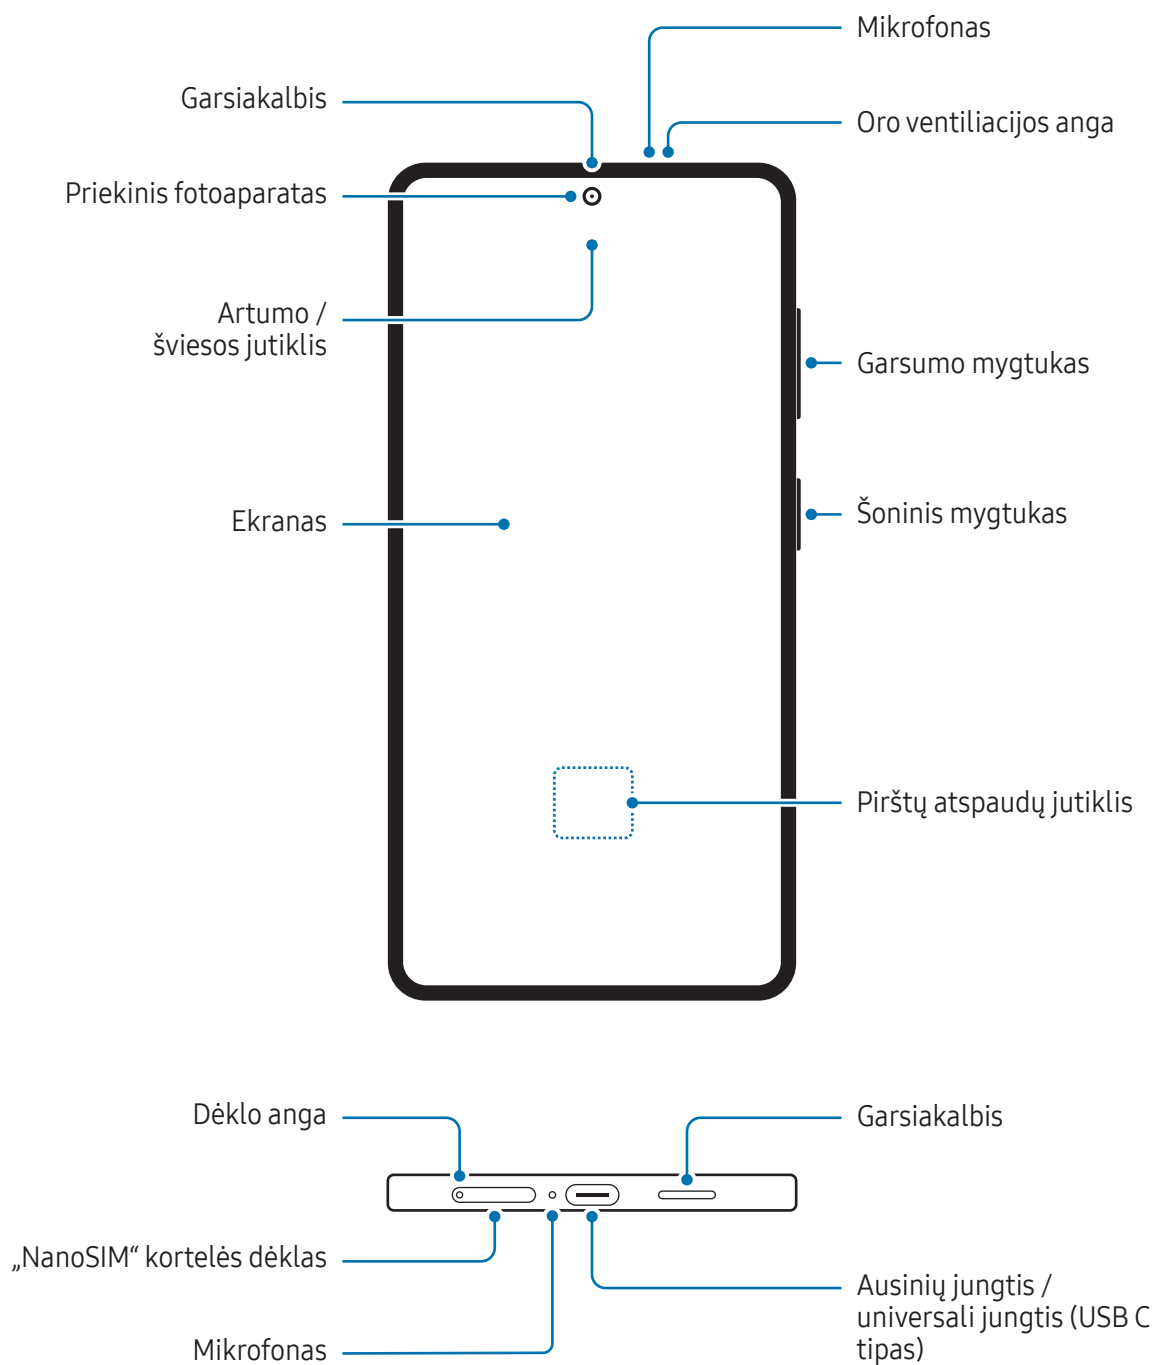 Mikrofonas
Garsiakalbis
Oro ventiliacijos anga
Priekinis fotoaparatas
Artumo /
šviesos jutiklis
Garsumo mygtukas
Ekranas
Šoninis mygtukas
Pirštų atspaudų jutiklis
Dėklo anga
Garsiakalbis
„NanoSIM“ kortelės dėklas
Ausinių jungtis /
universali jungtis (USB C
tipas)
Mikrofonas